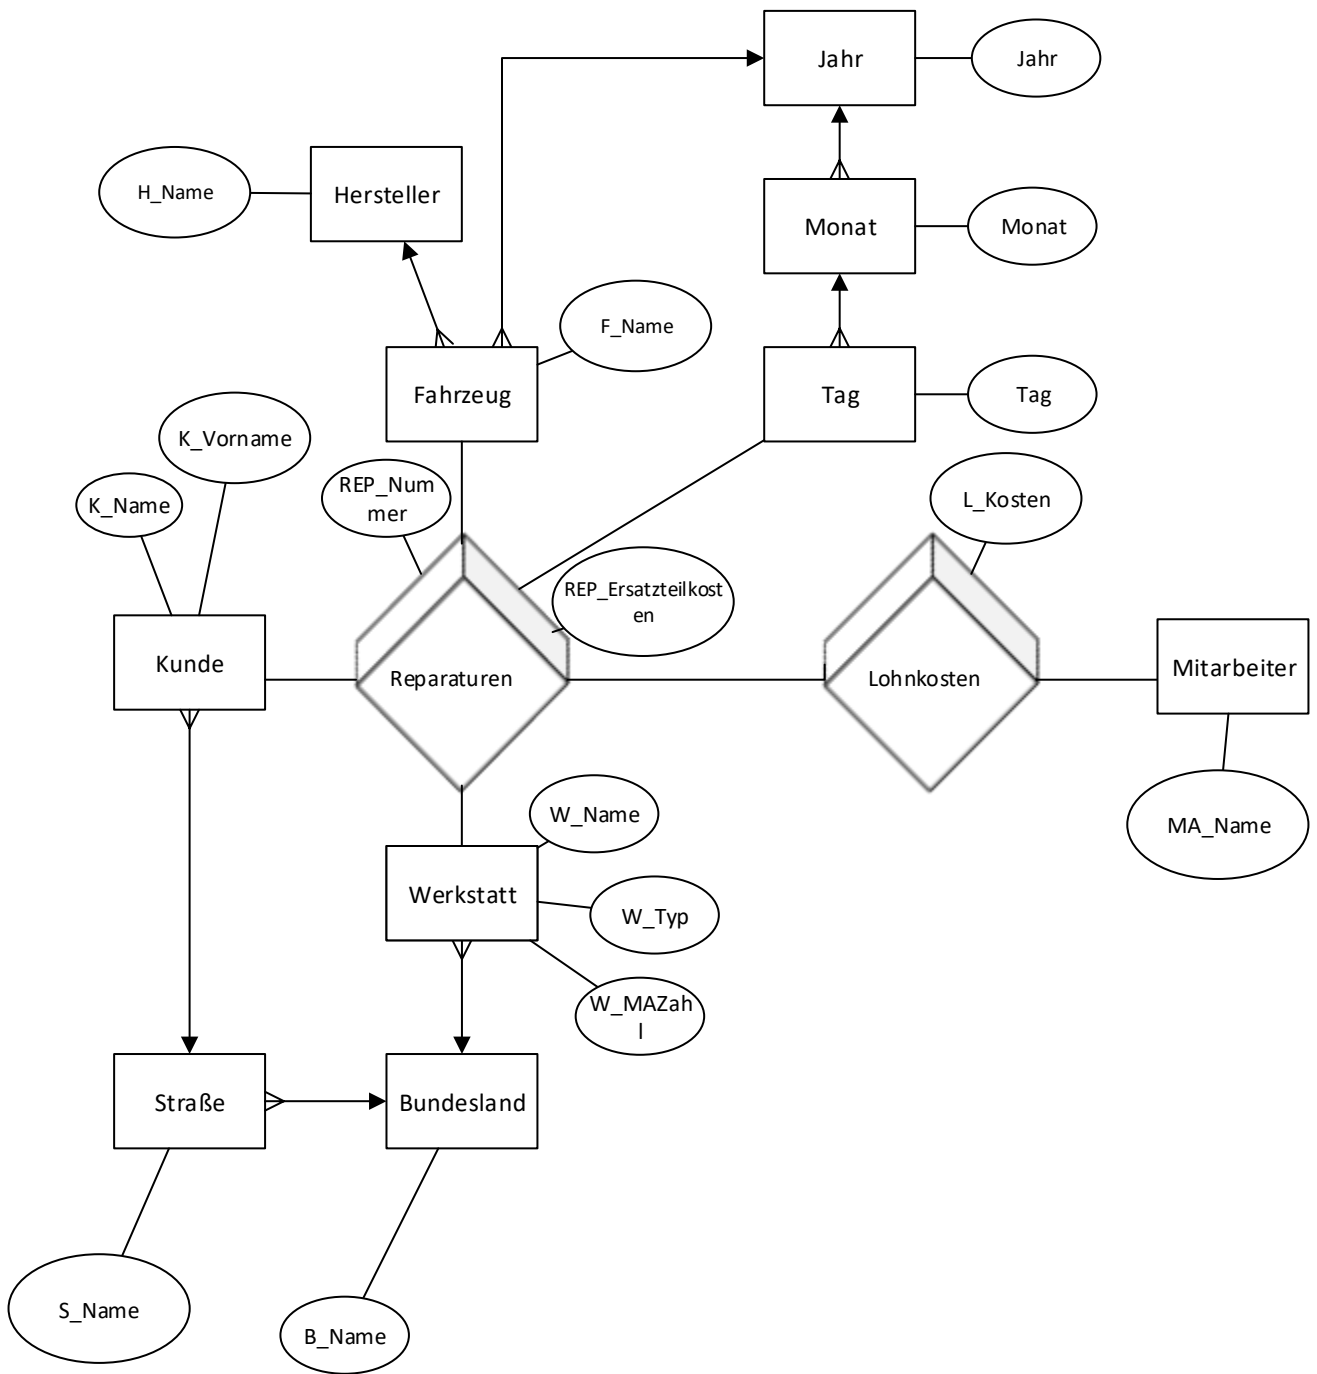 Jahr
Jahr
H_Name
Hersteller
Monat
Monat
F_Name
Fahrzeug
Tag
Tag
K_Vorname
K_Name
REP_Num
mer
L_Kosten
REP_Ersatzteilkost
en
Kunde
Reparaturen
Lohnkosten
Mitarbeiter
W_Name
MA_Name
Werkstatt
W_Typ
W_MAZah
l
Straße
Bundesland
S_Name
B_Name